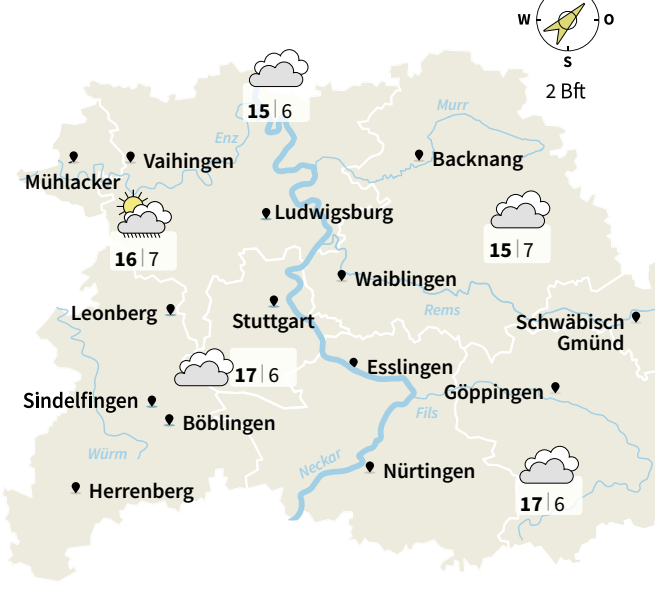 W
O
S
2 Bft
15 | 6
Murr
Enz
Mühlacker
Vaihingen
Backnang
Ludwigsburg
16 | 7
15 | 7
Waiblingen
Leonberg
Stuttgart
Rems
Schwäbisch
Gmünd
17 | 6
Esslingen
Göppingen
Sindelfingen
Böblingen
Fils
Würm
Neckar
Nürtingen
Herrenberg
17 | 6